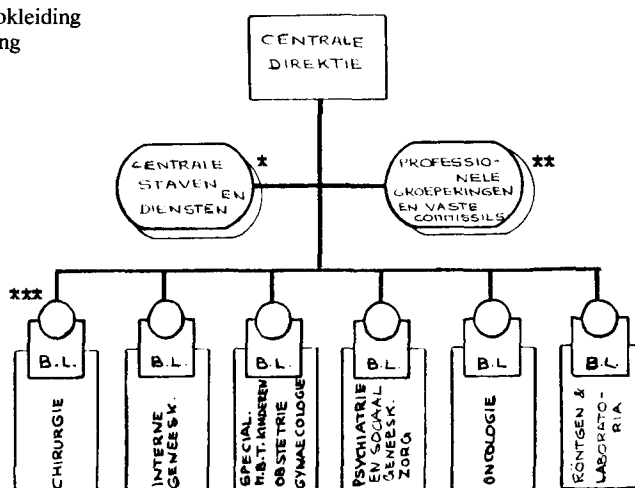 okleiding
ng
CENTRALE
DIREKTIE
*
CENTRALE
STAVEN
EN
DIENSTEN
**
PROFESSIO-
NELE
GROEPERINGEN
EN VASTE
COMMISSILS
***
B.L.
B.L.
B.L.
B.L.
B.L
B.L.
CHIRURGIE
INTERNE
GENEESK.
SPECIAL.
M.B.T. KINDEREN
OBSTETRIE
GYNAECOLOGIE
PSYCHIATRIE
EN SOCIAAL
GENEESK.
ZORG
ONCOLOGIE
RÖNTGEN &
LABORATO-
RIA